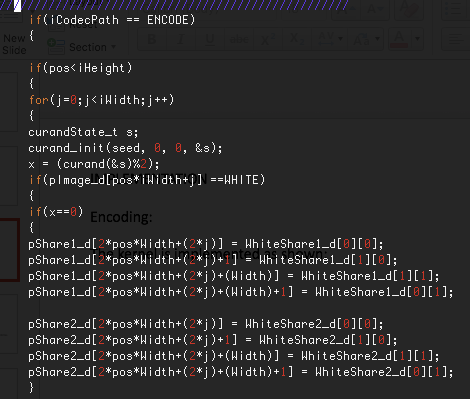 ////////////////////////////////////////////////
if(iCodecPath == ENCODE)
{
New
Slide
Section
if(pos<iHeight)
{
for(j=0;j<iWidth;j++)
{
curandState_t s;
curand_init(seed, 0, 0, &s);
x = (curand(&s)%2);
if(pImage_d[pos*iWidth+j] ==WHITE)
{
if(x==0)
Encoding:
{
pShare1_d[2*pos*Width+(2*j)] = WhiteShare1_d[0][0];
pShare1_d[2*pos*Width+(2*j)+1] = WhiteShare1_d[1][0];
pShare1_d[2*pos*Width+(2*j)+(Width)] = WhiteShare1_d[1][1];
pShare1_d[2*pos*Width+(2*j)+(Width)+1] = WhiteShare1_d[0][1];
pShare2_d[2*pos*Width+(2*j)] = WhiteShare2_d[0][0];
pShare2_d[2*pos*Width+(2*j)+1] = WhiteShare2_d[1][0];
pShare2_d[2*pos*Width+(2*j)+(Width)] = WhiteShare2_d[1][1];
pShare2_d[2*pos*Width+(2*j)+(Width)+1] = WhiteShare2_d[0][1];
}